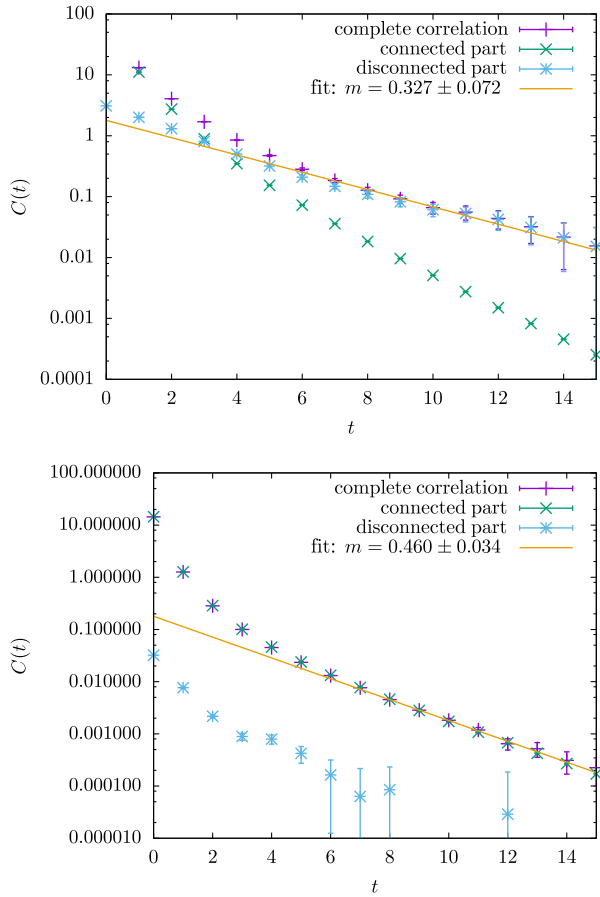 100
10
1
0.1
0.01
0.001
0.0001
C(t)
complete correlation
connected part
disconnected part
fit: m = 0.327 ± 0.072
0 2 4 6 8 10 12 14
t
100.000000
10.000000
1.000000
0.100000
0.010000
0.001000
0.000100
0.000010
C(t)
complete correlation
connected part
disconnected part
fit: m = 0.460 ± 0.034
0 2 4 6 8 10 12 14
t